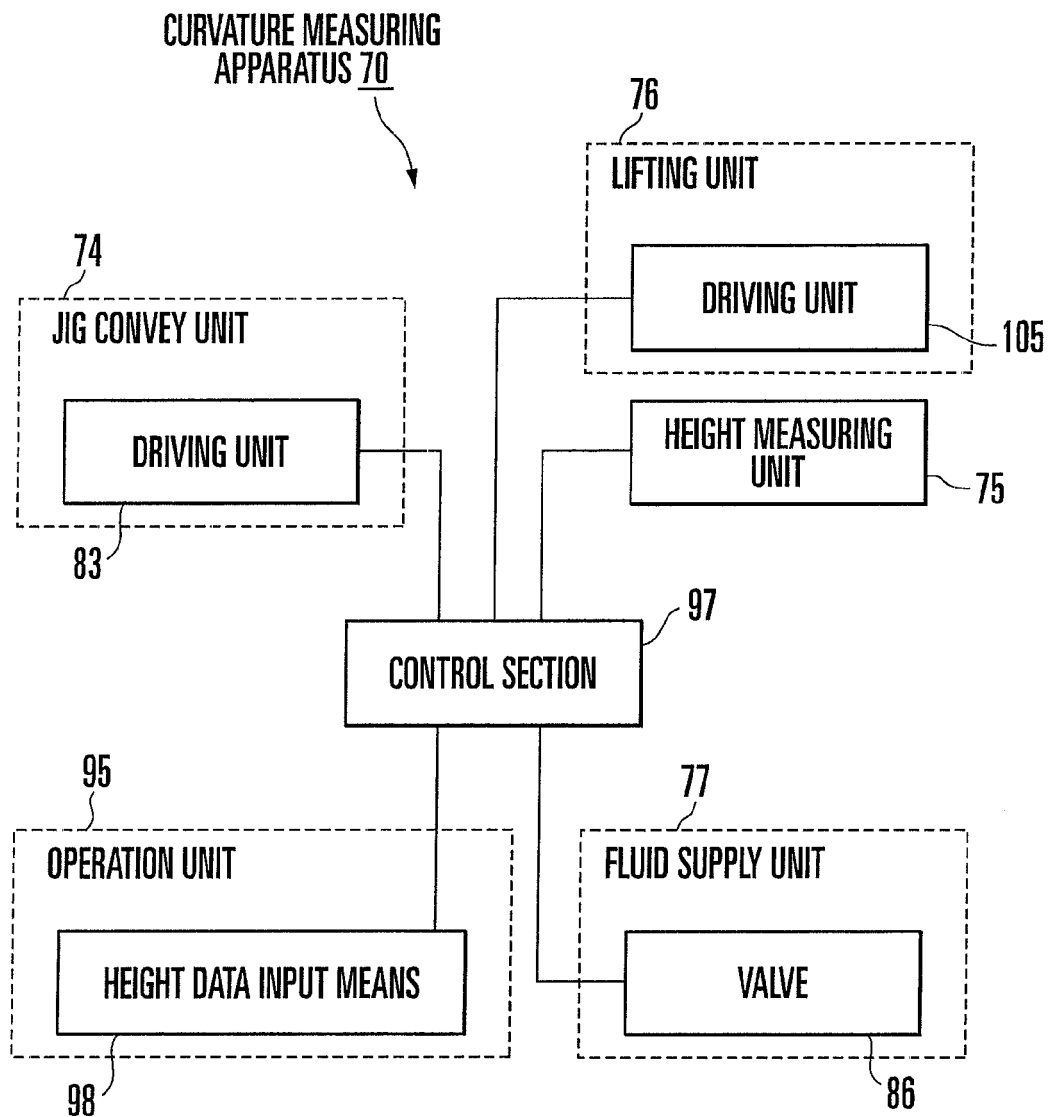 CURVATURE MEASURING
APPARATUS 70
76
LIFTING UNIT
DRIVING UNIT
105
74
JIG CONVEY UNIT
DRIVING UNIT
83
HEIGHT MEASURING
UNIT
75
97
CONTROL SECTION
95
OPERATION UNIT
HEIGHT DATA INPUT MEANS
98
77
FLUID SUPPLY UNIT
VALVE
86